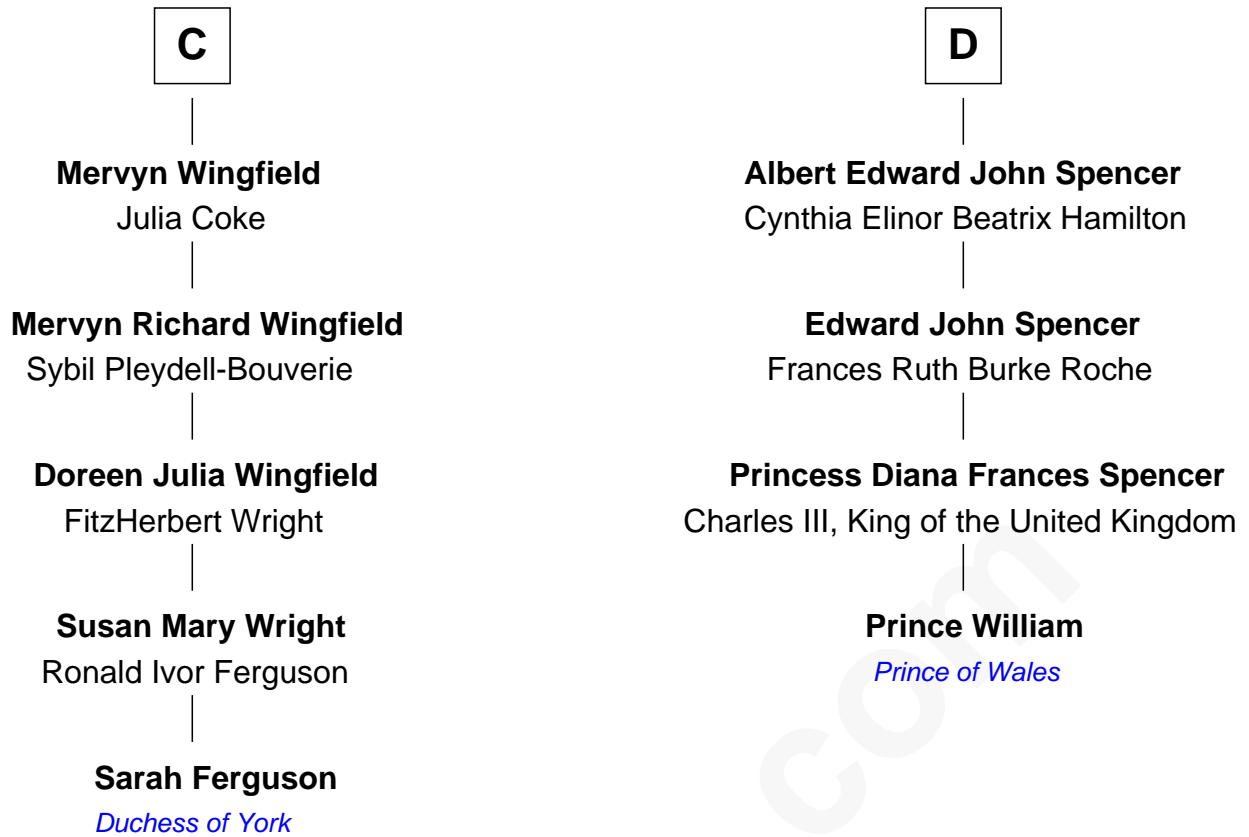 C
Mervyn Wingfield
Julia Coke
Mervyn Richard Wingfield
Sybil Pleydell-Bouverie
Doreen Julia Wingfield
FitzHerbert Wright
Susan Mary Wright
Ronald Ivor Ferguson
Sarah Ferguson
Duchess of York
D
Albert Edward John Spencer
Cynthia Elinor Beatrix Hamilton
Edward John Spencer
Frances Ruth Burke Roche
Princess Diana Frances Spencer
Charles III, King of the United Kingdom
Prince William
Prince of Wales
com